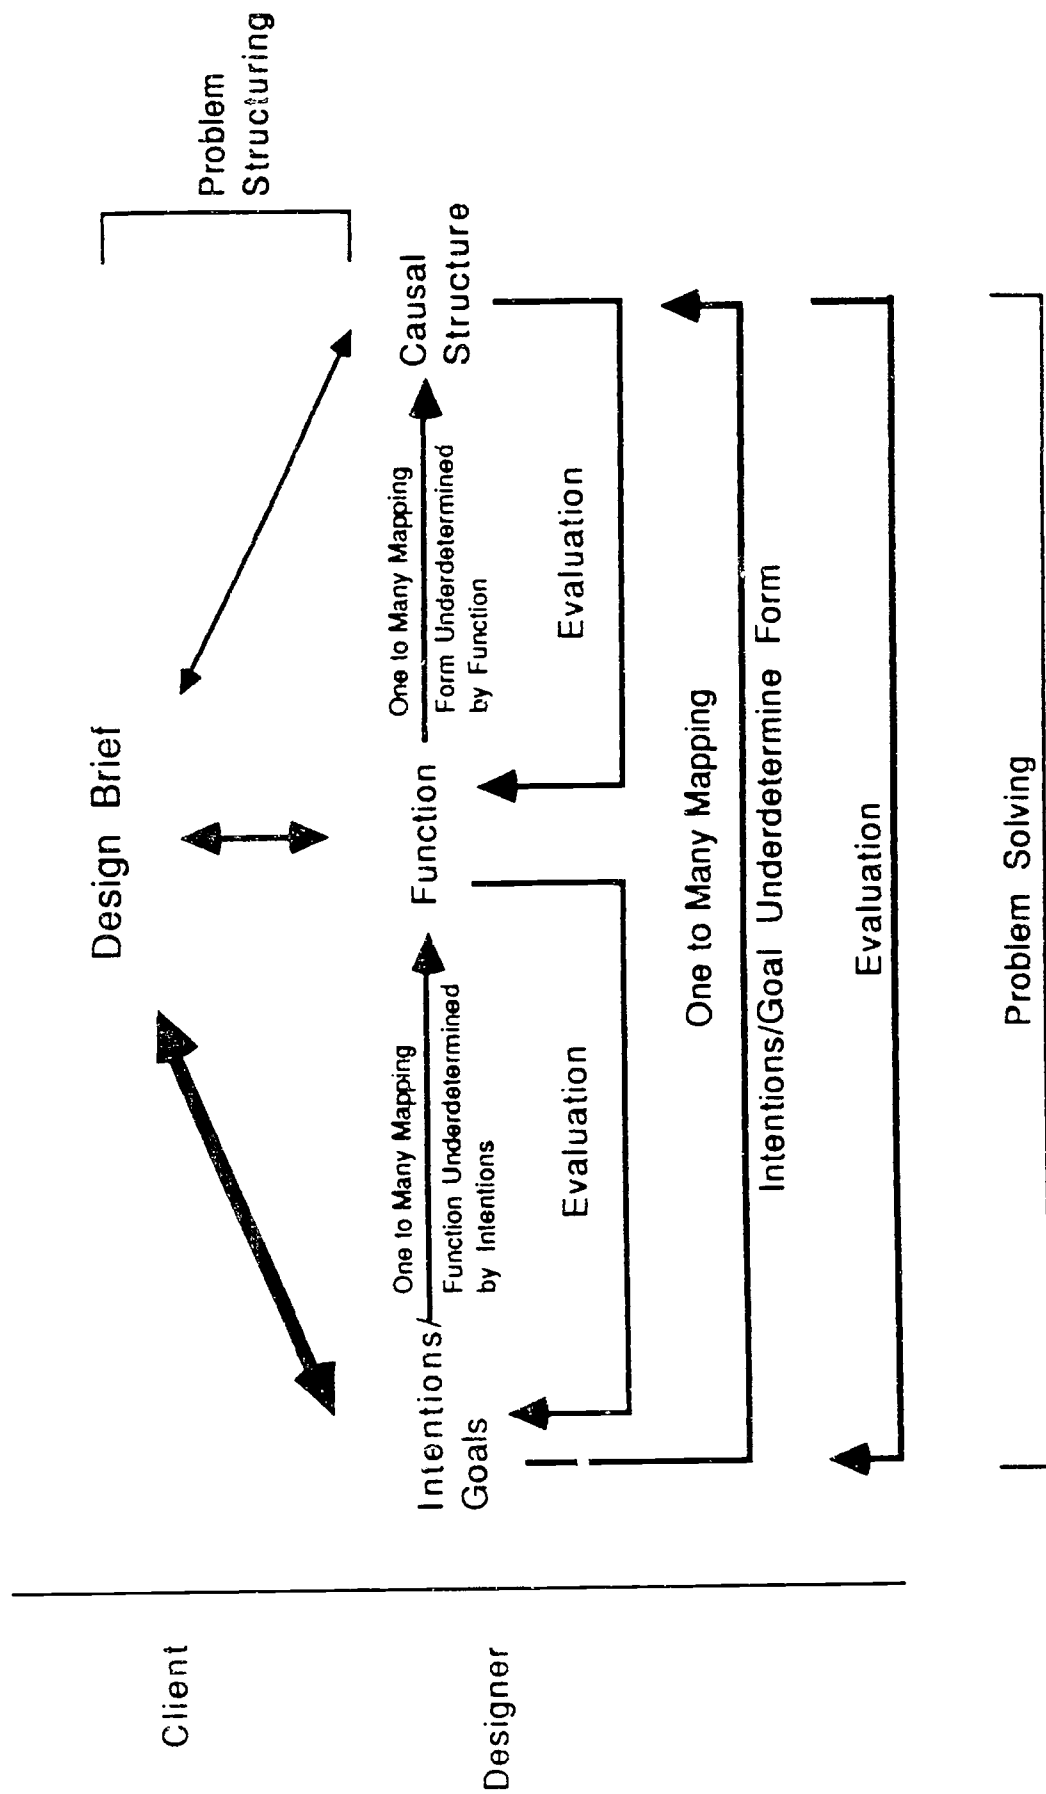 Client
Designer
Design Brief
Problem
Structuring
Intentions/
Goals
One to Many Mapping
Function Underdetermined
by Intentions
Function
One to Many Mapping
Form Underdetermined
by Function
Causal
Structure
Evaluation
Evaluation
One to Many Mapping
Intentions/Goal Underdetermine Form
Evaluation
Problem Solving